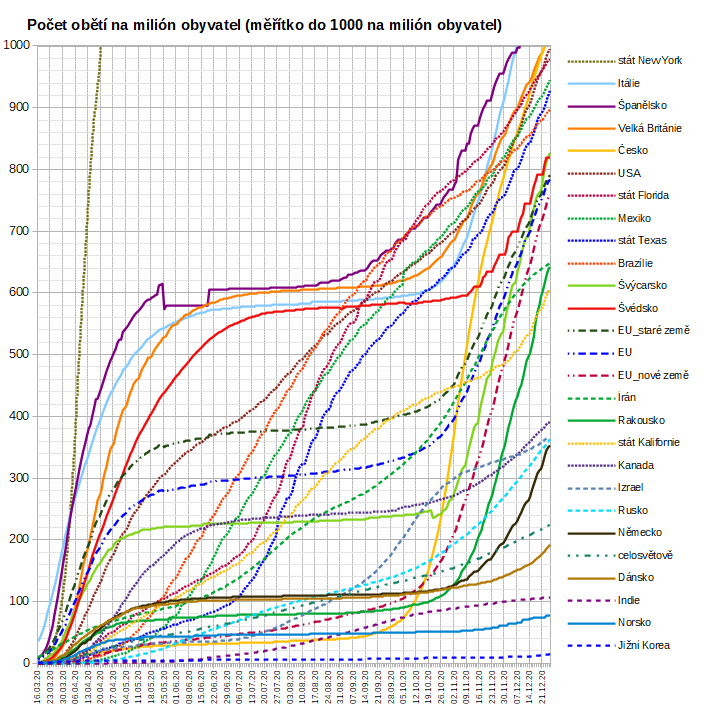 Počet obětí na milión obyvatel (měřítko do 1000 na milión obyvatel)
1000
900
800
700
600
500
400
300
200
100
0
16.03.20
23.03.20
30.03.20
06.04.20
13.04.20
20.04.20
27.04.20
04.05.20
11.05.20
18.05.20
25.05.20
01.06.20
08.06.20
15.06.20
22.06.20
29.06.20
06.07.20
13.07.20
20.07.20
27.07.20
03.08.20
10.08.20
17.08.20
24.08.20
31.08.20
07.09.20
14.09.20
21.09.20
28.09.20
05.10.20
12.10.20
19.10.20
26.10.20
02.11.20
09.11.20
16.11.20
23.11.20
30.11.20
07.12.20
14.12.20
21.12.20
stát NewYork
Itálie
Španělsko
Velká Británie
Česko
USA
stát Florida
Mexiko
stát Texas
Brazílie
Švýcarsko
Švédsko
EU_staré země
EU
EU_nové země
Írán
Rakousko
stát Kalifornie
Kanada
Izrael
Rusko
Německo
celosvětově
Dánsko
Indie
Norsko
Jižní Korea